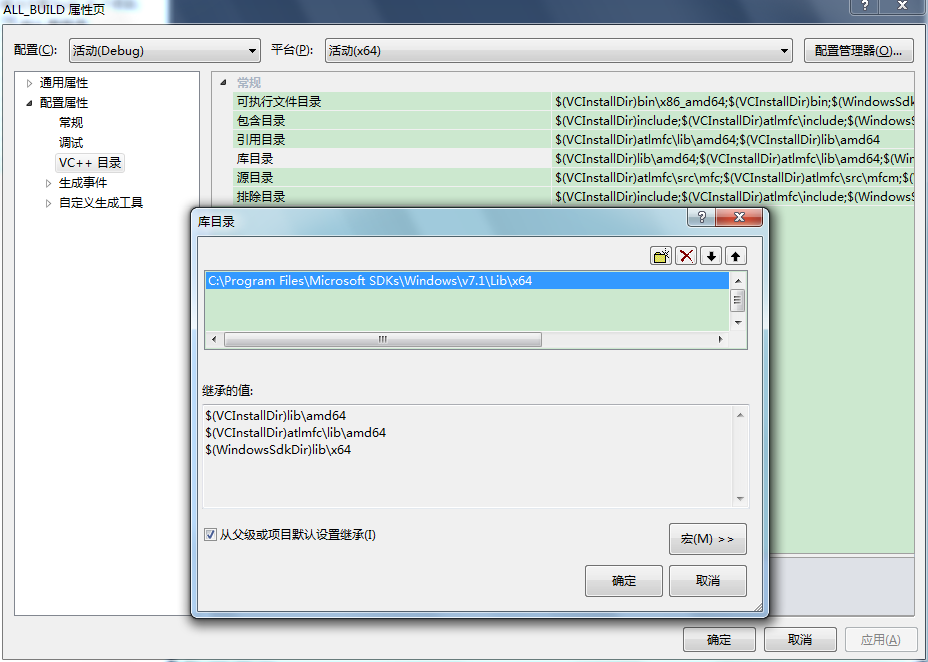 ALL_BUILD 属性页
配置(C): 活动(Debug) 平台(P): 活动(x64) 配置管理器(O)...
通用属性
配置属性
常规
调试
VC++ 目录
生成事件
自定义生成工具
常规
可执行文件目录 $(VCInstallDir)bin\x86_amd64;$(VCInstallDir)bin;$(WindowsSdk
包含目录 $(VCInstallDir)include;$(VCInstallDir)atlmfc\include;$(WindowsS
引用目录 $(VCInstallDir)atlmfc\lib\amd64;$(VCInstallDir)lib\amd64
库目录 $(VCInstallDir)lib\amd64;$(VCInstallDir)atlmfc\lib\amd64;$(Win
源目录 $(VCInstallDir)atlmfc\src\mfc;$(VCInstallDir)atlmfc\src\mfcm;$(
排除目录 $(VCInstallDir)include;$(VCInstallDir)atlmfc\include;$(WindowsS
库目录
C:\Program Files\Microsoft SDKs\Windows\v7.1\Lib\x64
继承的值:
$(VCInstallDir)lib\amd64
$(VCInstallDir)atlmfc\lib\amd64
$(WindowsSdkDir)lib\x64
从父级或项目默认设置继承(I)
宏(M) >>
确定 取消
确定 取消 应用(A)